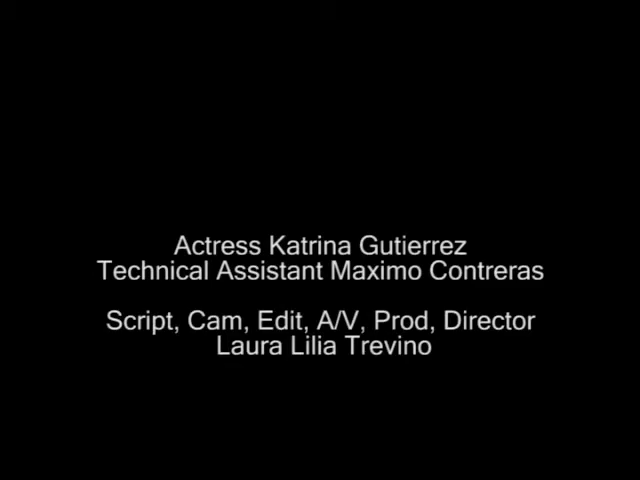 Actress Katrina Gutierrez
Technical Assistant Maximo Contreras
Script, Cam, Edit, A/V, Prod, Director
Laura Lilia Trevino